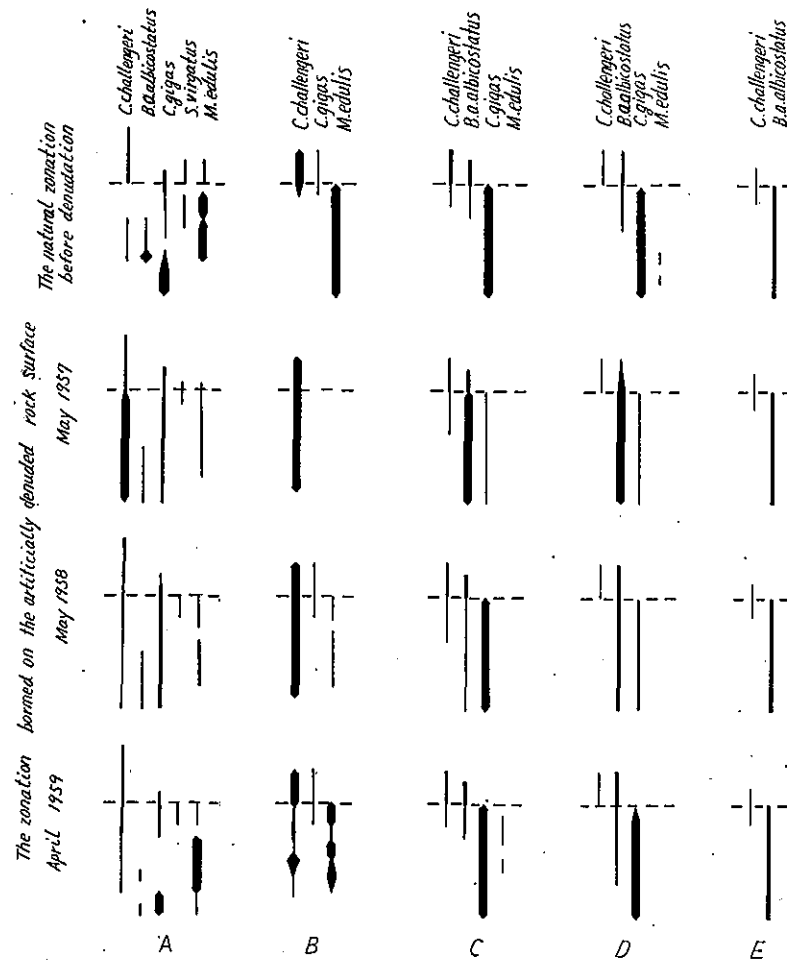 C.challengeri
B.a.albicostatus
C.gigas
S.virgatus
M.edulis
C.challengeri
C.gigas
M.edulis
C.challengeri
B.a.albicostatus
C.gigas
M.edulis
C.challengeri
B.a.albicostatus
C.gigas
M.edulis
C.challengeri
B.a.albicostatus
The natural zonation
before denudation
The zonation bormed on the artificially denuded rock surface
May 1957
May 1958
April 1959
A
B
C
D
E